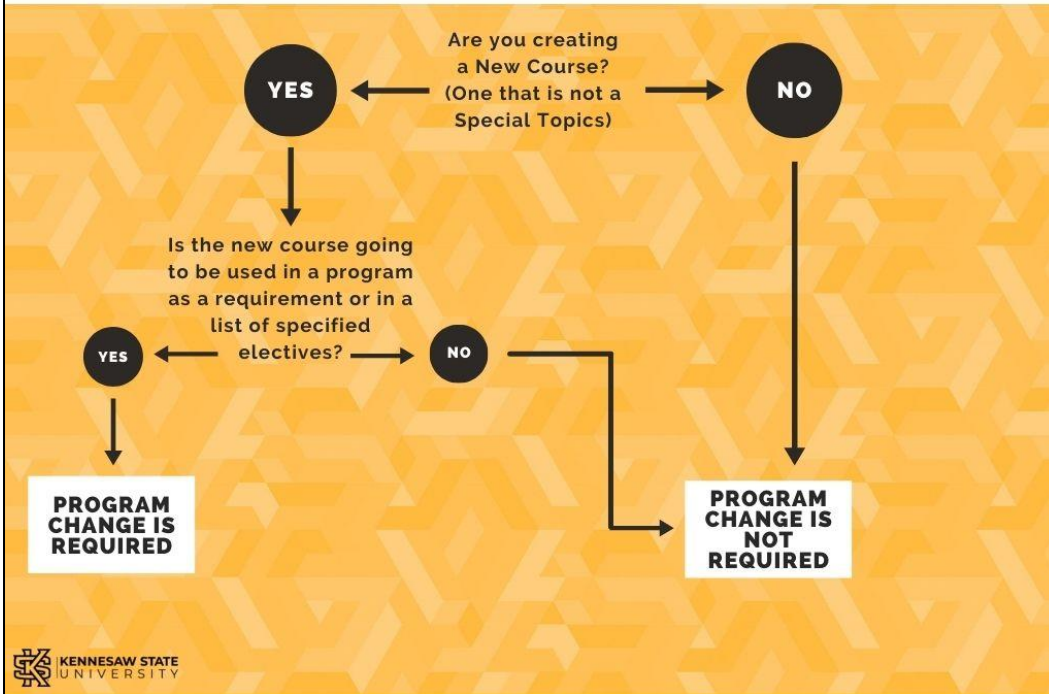 Are you creating
a New Course?
(One that is not a
Special Topics)
YES
NO
Is the new course going
to be used in a program
as a requirement or in a
list of specified
electives?
YES
NO
PROGRAM
CHANGE IS
REQUIRED
PROGRAM
CHANGE IS
NOT
REQUIRED
KENNESAW STATE
UNIVERSITY